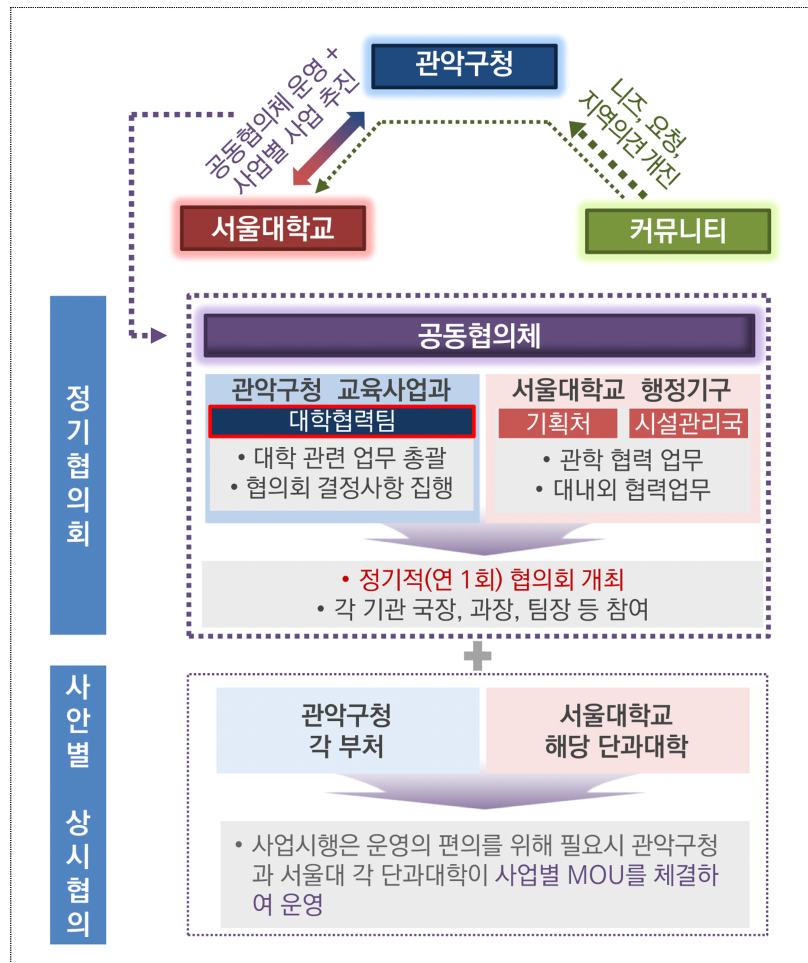 관악구청
공동협의체 운영 +
사업별 사업 추진
니즈, 요청,
지역의견 개진
서울대학교
커뮤니티
정기협의회
공동협의체
관악구청 교육사업과
대학협력팀
• 대학 관련 업무 총괄
• 협의회 결정사항 집행
서울대학교 행정기구
기획처
시설관리국
• 관학 협력 업무
• 대내외 협력업무
• 정기적(연 1회) 협의회 개최
• 각 기관 국장, 과장, 팀장 등 참여
사안별 상시협의
관악구청
각 부처
서울대학교
해당 단과대학
• 사업시행은 운영의 편의를 위해 필요시 관악구청
과 서울대 각 단과대학이 사업별 MOU를 체결하
여 운영